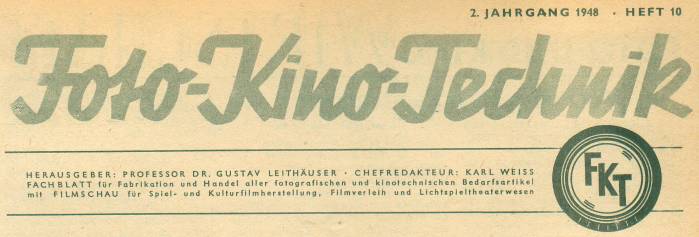 2. JAHRGANG 1948 · HEFT 10
Foto-Kino-Technik
HERAUSGEBER: PROFESSOR DR. GUSTAV LEITHÄUSER · CHEFREDAKTEUR: KARL WEISS
FACHBLATT für Fabrikation und Handel aller fotografischen und kinotechnischen Bedarfsartikel
mit FILMSCHAU für Spiel- und Kulturfilmherstellung, Filmverleih und Lichtspieltheaterwesen
FKT